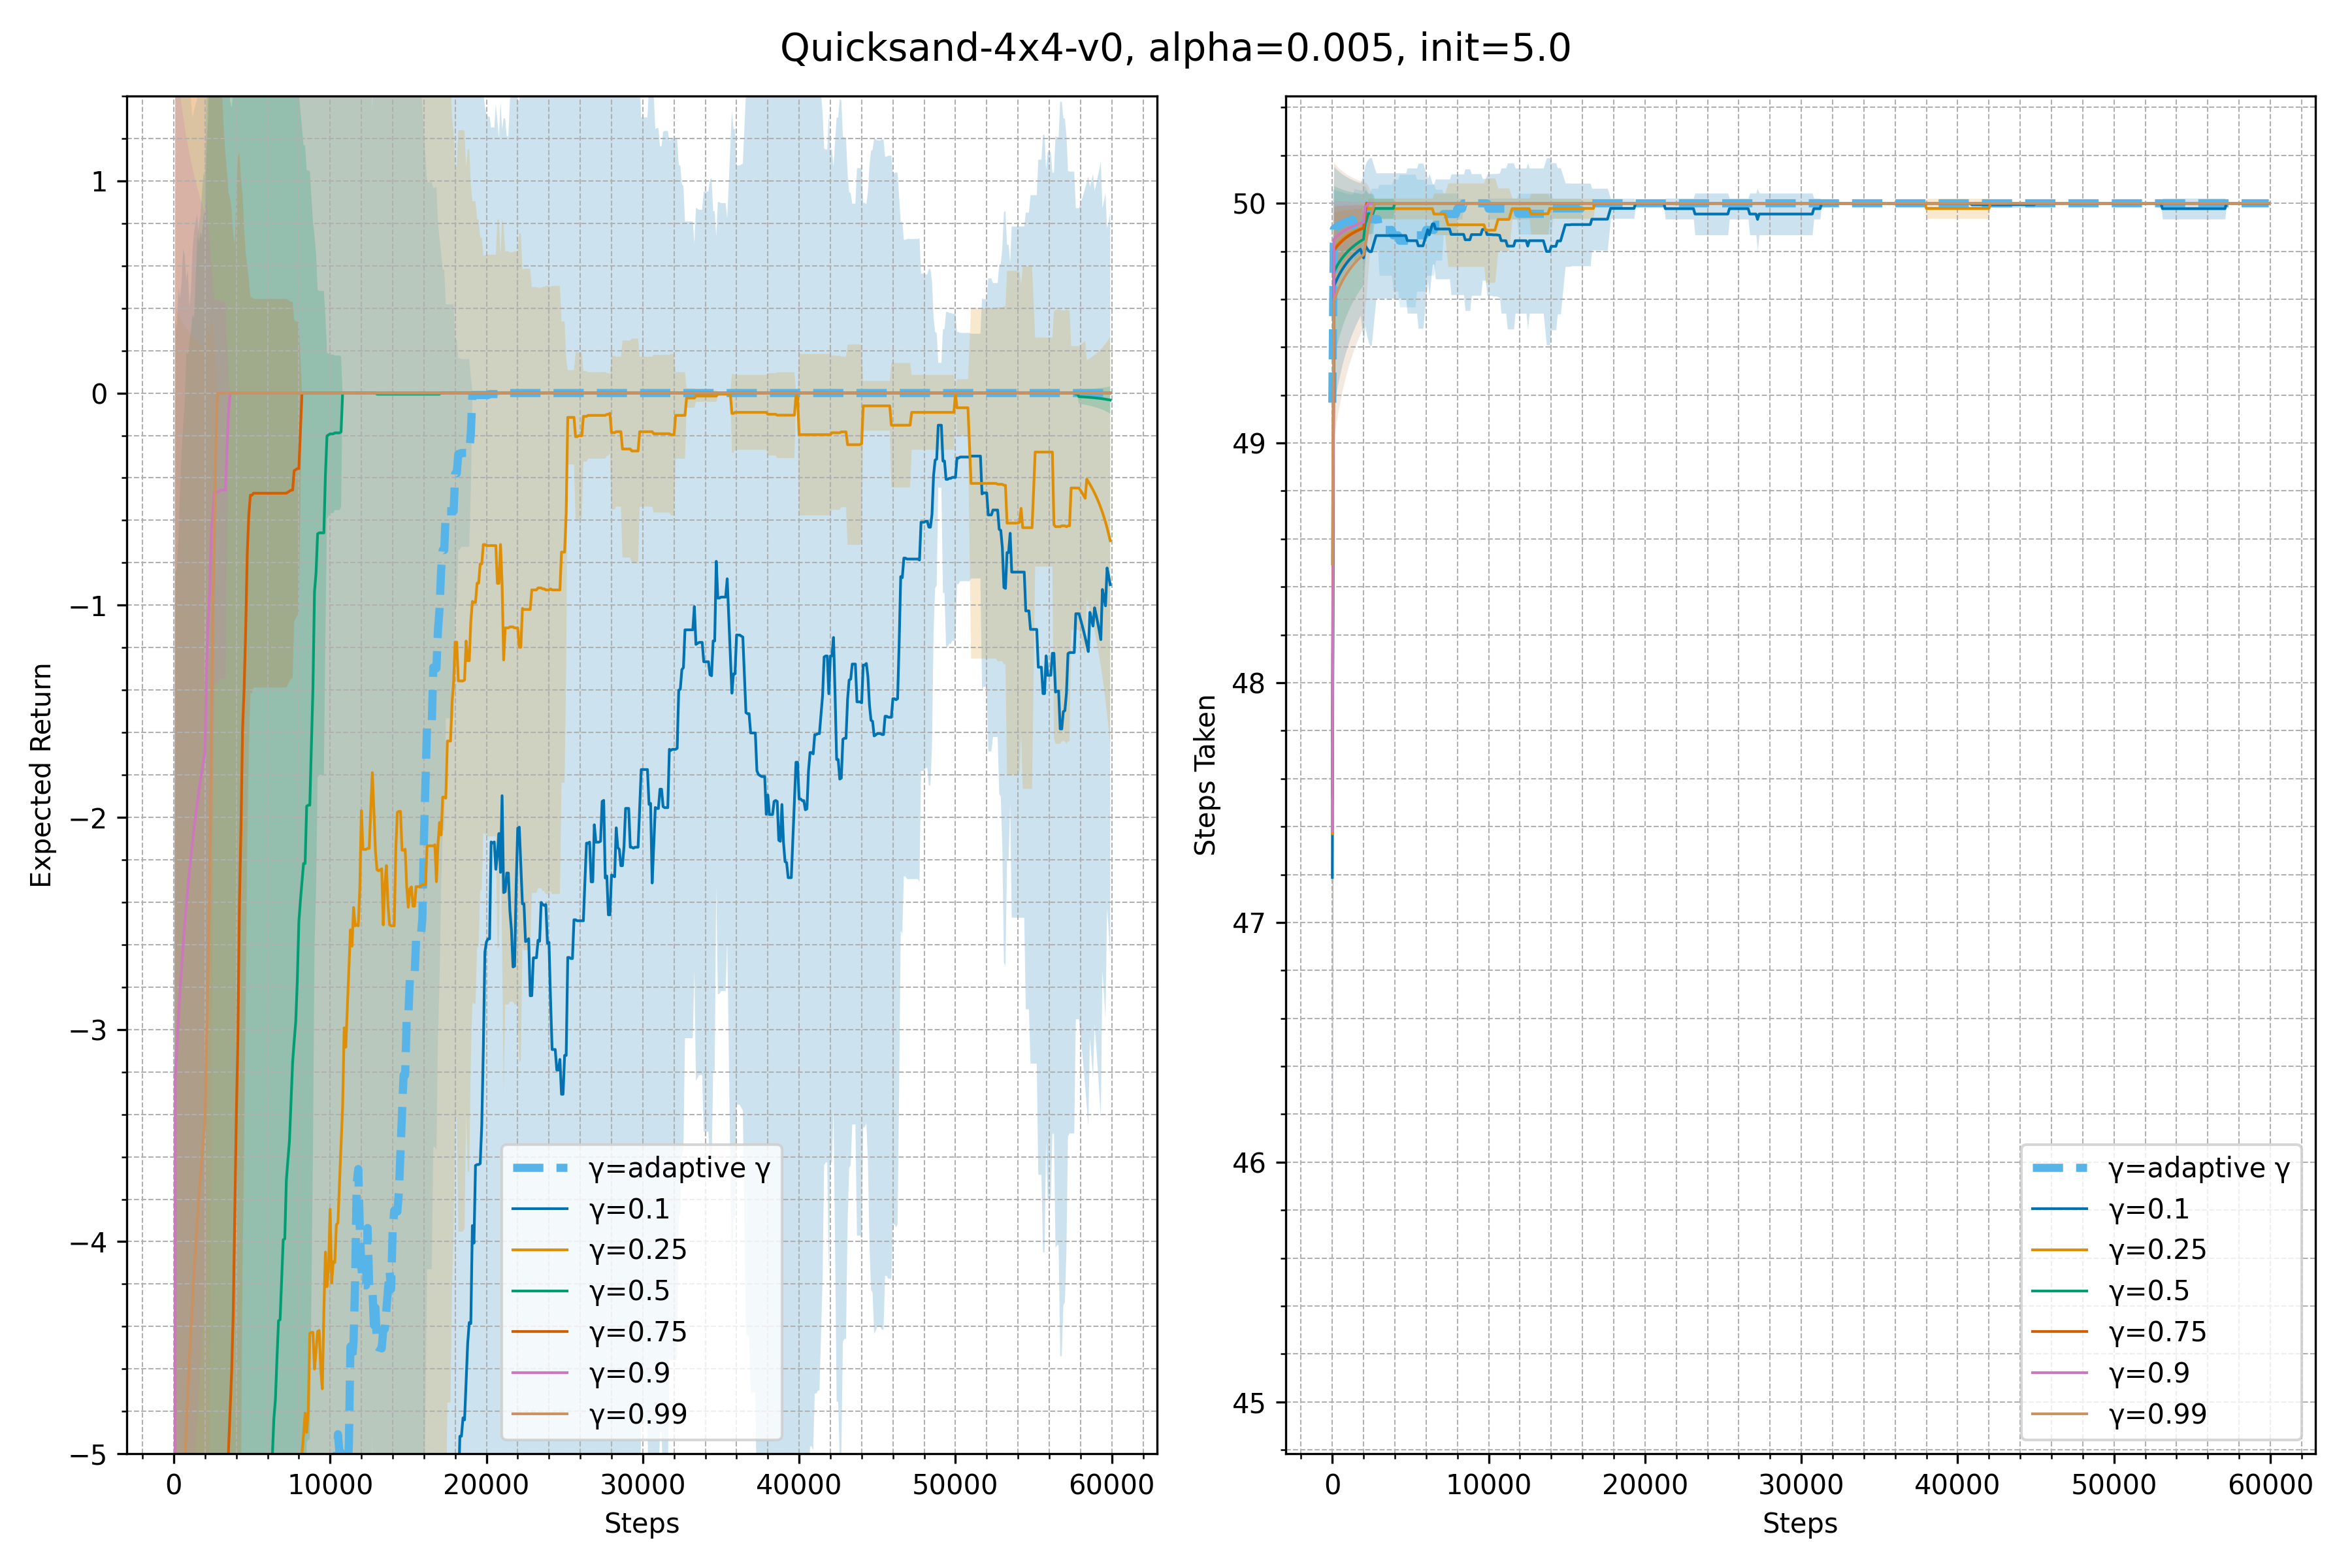 Quicksand-4x4-v0, alpha=0.005, init=5.0
Expected Return
1
0
−1
−2
−3
−4
−5
0
10000
20000
30000
40000
50000
60000
Steps
γ=adaptive γ
γ=0.1
γ=0.25
γ=0.5
γ=0.75
γ=0.9
γ=0.99
Steps Taken
50
49
48
47
46
45
0
10000
20000
30000
40000
50000
60000
Steps
γ=adaptive γ
γ=0.1
γ=0.25
γ=0.5
γ=0.75
γ=0.9
γ=0.99